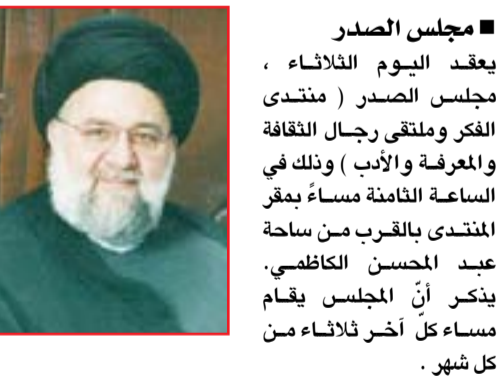 ■ مجلس الصدر
يعقد اليوم الثلاثاء ،
مجلس الصدر ( منتدى
الفكر وملتقى رجال الثقافة
والمعرفة والأدب ) وذلك في
الساعة الثامنة مساءً بمقر
المنتدى بالقرب من ساحة
عبد المحسن الكاظمي.
يذكر أنّ المجلس يقام
مساء كلّ آخر ثلاثاء من
كل شهر .